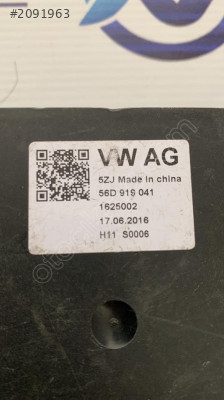 #2091963
VW AG
5ZJ Made in china
56D 919 041
1625002
17.06.2016
H11 S0006